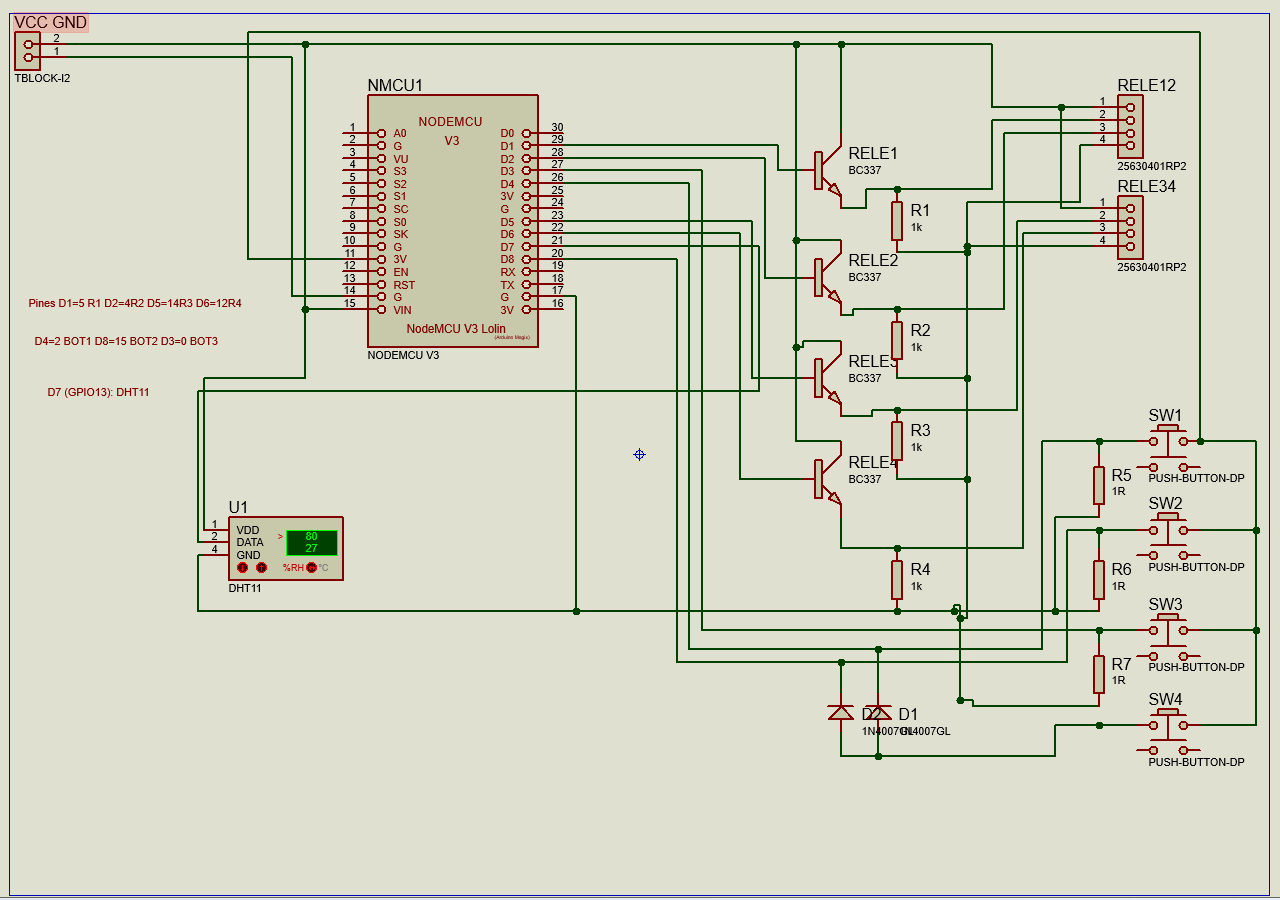 VCC GND
2
1
TBLOCK-I2
NMCU1
NODEMCU
V3
1 A0 D0 30
2 G D1 29
3 VU D2 28
4 S3 D3 27
5 S2 D4 26
6 S1 3V 25
7 SC G 24
8 S0 D5 23
9 SK D6 22
10 G D7 21
11 3V D8 20
12 EN RX 19
13 RST TX 18
14 G G 17
15 VIN 3V 16
NodeMCU V3 Lolin
(Arduino Megix)
NODEMCU V3
Pines D1=5 R1 D2=4R2 D5=14R3 D6=12R4
D4=2 BOT1 D8=15 BOT2 D3=0 BOT3
D7 (GPIO13): DHT11
U1
1 VDD
2 DATA
4 GND
> 80
27
%RH °C
DHT11
RELE1
BC337
R1
1k
RELE2
BC337
R2
1k
RELE3
BC337
R3
1k
RELE4
BC337
R4
1k
RELE12
1
2
3
4
25630401RP2
RELE34
1
2
3
4
25630401RP2
SW1
PUSH-BUTTON-DP
R5
1R
SW2
PUSH-BUTTON-DP
R6
1R
SW3
PUSH-BUTTON-DP
R7
1R
SW4
PUSH-BUTTON-DP
D2
1N4007GL
D1
1N4007GL